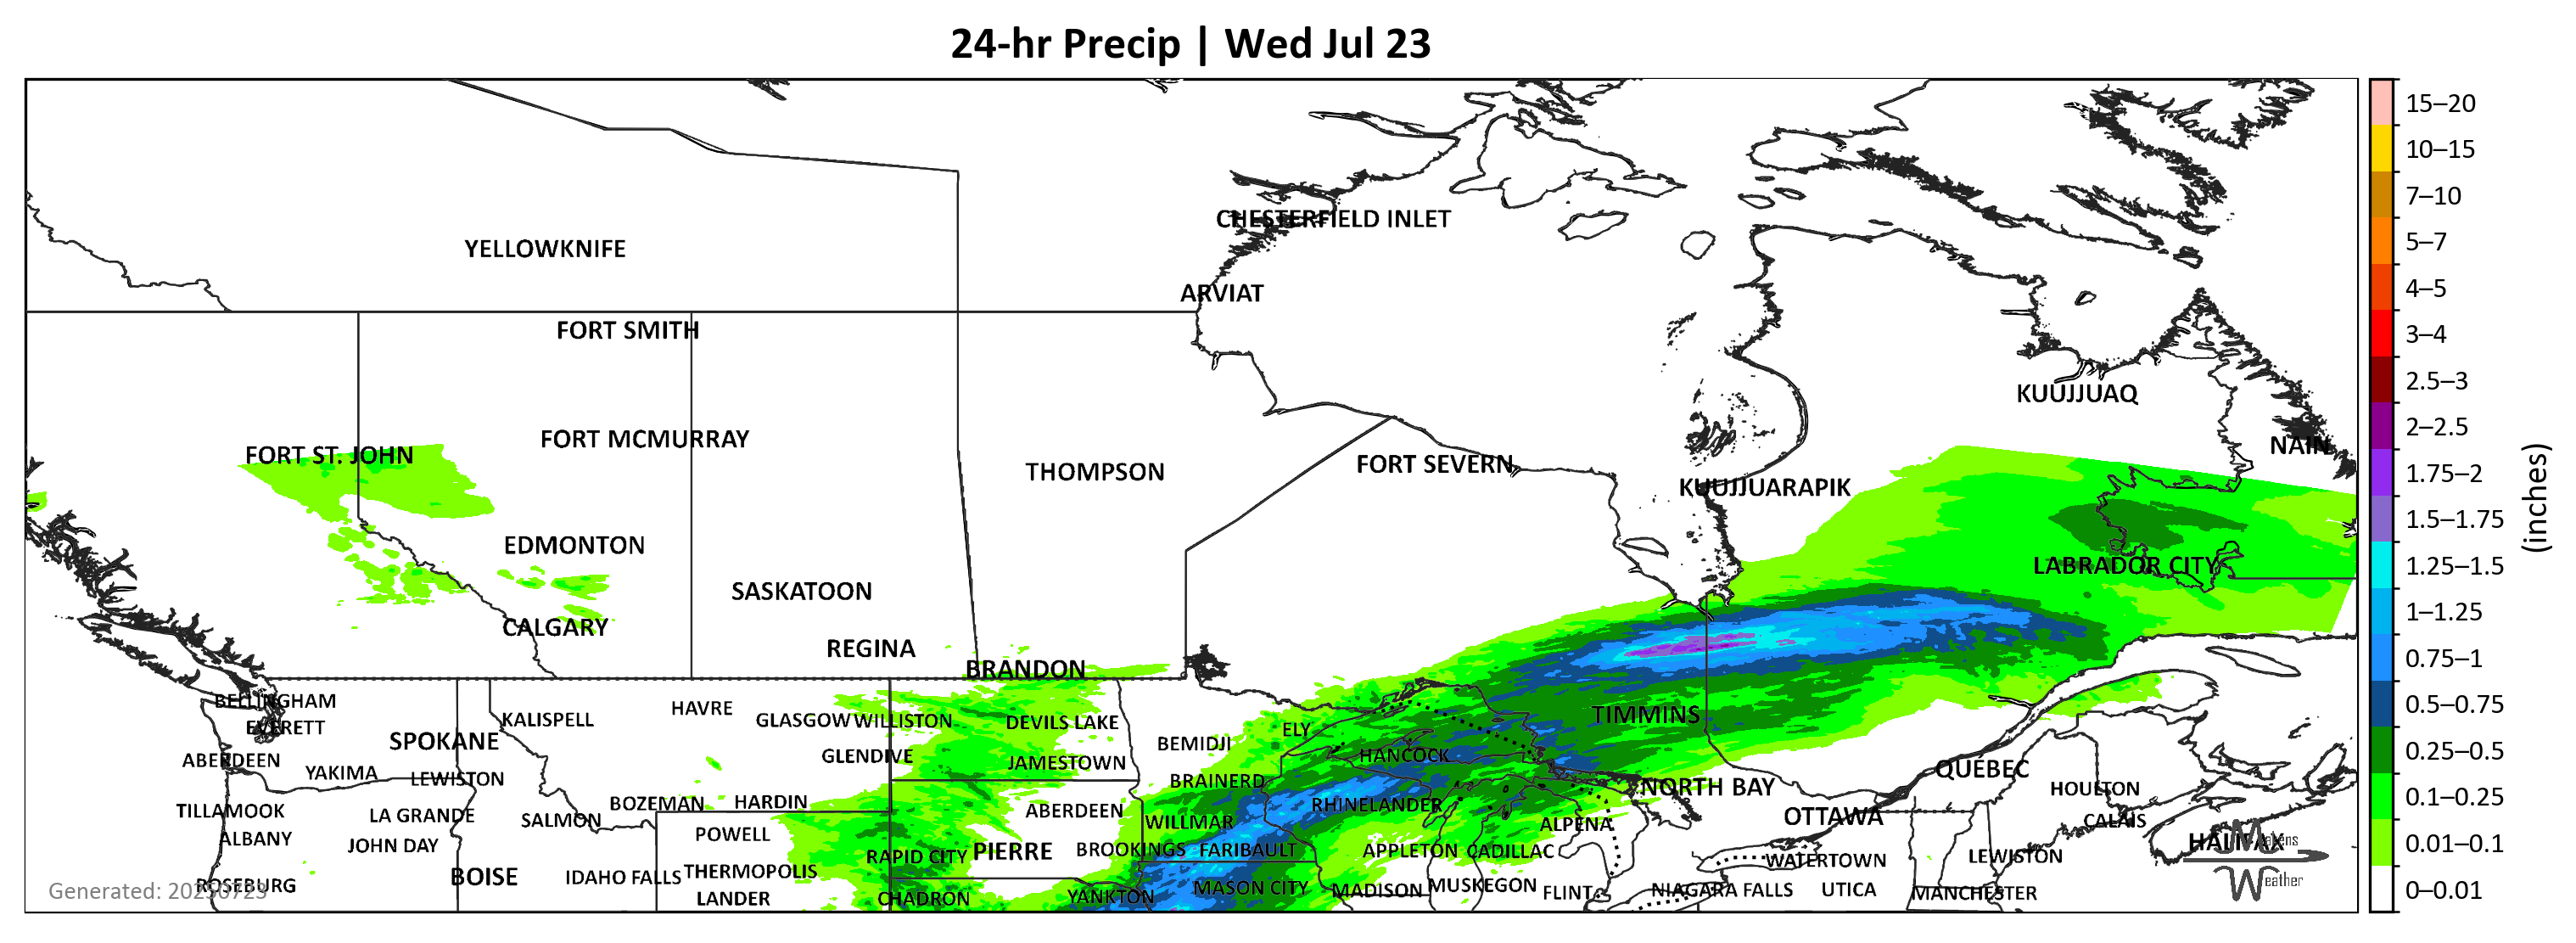 24-hr Precip | Wed Jul 23
15–20
10–15
7–10
5–7
4–5
3–4
2.5–3
2–2.5
1.75–2
1.5–1.75
1.25–1.5
1–1.25
0.75–1
0.5–0.75
0.25–0.5
0.1–0.25
0.01–0.1
0–0.01
(inches)
CHESTERFIELD INLET
YELLOWKNIFE
ARVIAT
FORT SMITH
KUUJJUAQ
FORT MCMURRAY
NAIN
FORT ST. JOHN
THOMPSON
FORT SEVERN
KUUJJUARAPIK
EDMONTON
LABRADOR CITY
SASKATOON
CALGARY
REGINA
BRANDON
BELLINGHAM
HAVRE
TIMMINS
KALISPELL
GLASGOW
WILLISTON
DEVILS LAKE
EVERETT
ELY
SPOKANE
BEMIDJI
GLENDIVE
HANCOCK
ABERDEEN
JAMESTOWN
QUÉBEC
YAKIMA
LEWISTON
BRAINERD
NORTH BAY
HOULTON
BOZEMAN
HARDIN
RHINELANDER
TILLAMOOK
LA GRANDE
ABERDEEN
OTTAWA
SALMON
WILLMAR
ALPENA
CALAIS
ALBANY
JOHN DAY
POWELL
HALIFAX
Mavens
Weather
RAPID CITY
PIERRE
BROOKINGS
FARIBAULT
APPLETON
CADILLAC
WATERTOWN
LEWISTON
BOISE
IDAHO FALLS
THERMOPOLIS
ROSEBURG
Generated: 20250723
LANDER
CHADRON
YANKTON
MASON CITY
MADISON
MUSKEGON
FLINT
NIAGARA FALLS
UTICA
MANCHESTER